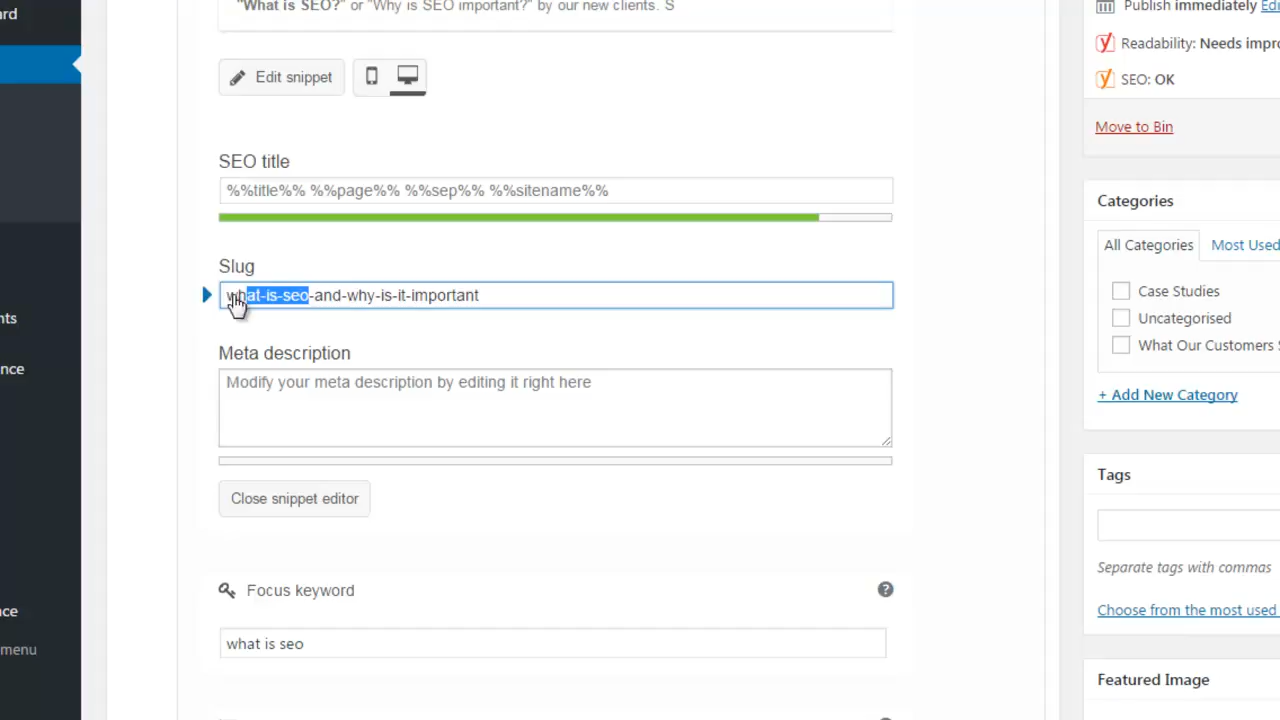 "What is SEO?" or "Why is SEO important?" by our new clients. S
Edit snippet
SEO title
%%title%% %%page%% %%sep%% %%sitename%%
Slug
what-is-seo-and-why-is-it-important
Meta description
Modify your meta description by editing it right here
Close snippet editor
Focus keyword
what is seo
rd
nts
nce
ce
menu
Publish immediately Edi
Readability: Needs impro
SEO: OK
Move to Bin
Categories
All Categories Most Used
Case Studies
Uncategorised
What Our Customers S
+ Add New Category
Tags
Separate tags with commas
Choose from the most used
Featured Image